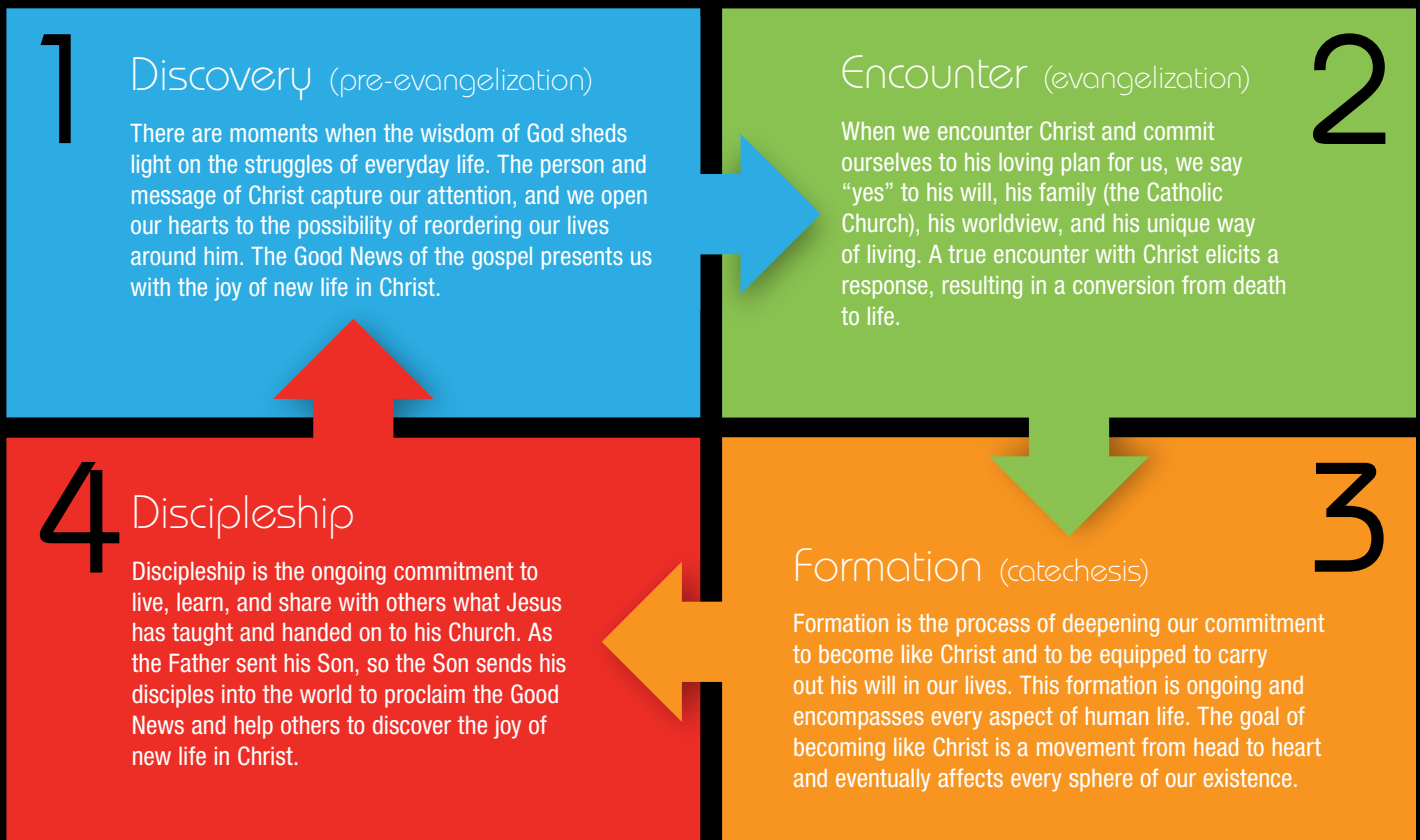 1
Discovery (pre-evangelization)
There are moments when the wisdom of God sheds
light on the struggles of everyday life. The person and
message of Christ capture our attention, and we open
our hearts to the possibility of reordering our lives
around him. The Good News of the gospel presents us
with the joy of new life in Christ.
2
Encounter (evangelization)
When we encounter Christ and commit
ourselves to his loving plan for us, we say
“yes” to his will, his family (the Catholic
Church), his worldview, and his unique way
of living. A true encounter with Christ elicits a
response, resulting in a conversion from death
to life.
3
Formation (catechesis)
Formation is the process of deepening our commitment
to become like Christ and to be equipped to carry
out his will in our lives. This formation is ongoing and
encompasses every aspect of human life. The goal of
becoming like Christ is a movement from head to heart
and eventually affects every sphere of our existence.
4
Discipleship
Discipleship is the ongoing commitment to
live, learn, and share with others what Jesus
has taught and handed on to his Church. As
the Father sent his Son, so the Son sends his
disciples into the world to proclaim the Good
News and help others to discover the joy of
new life in Christ.